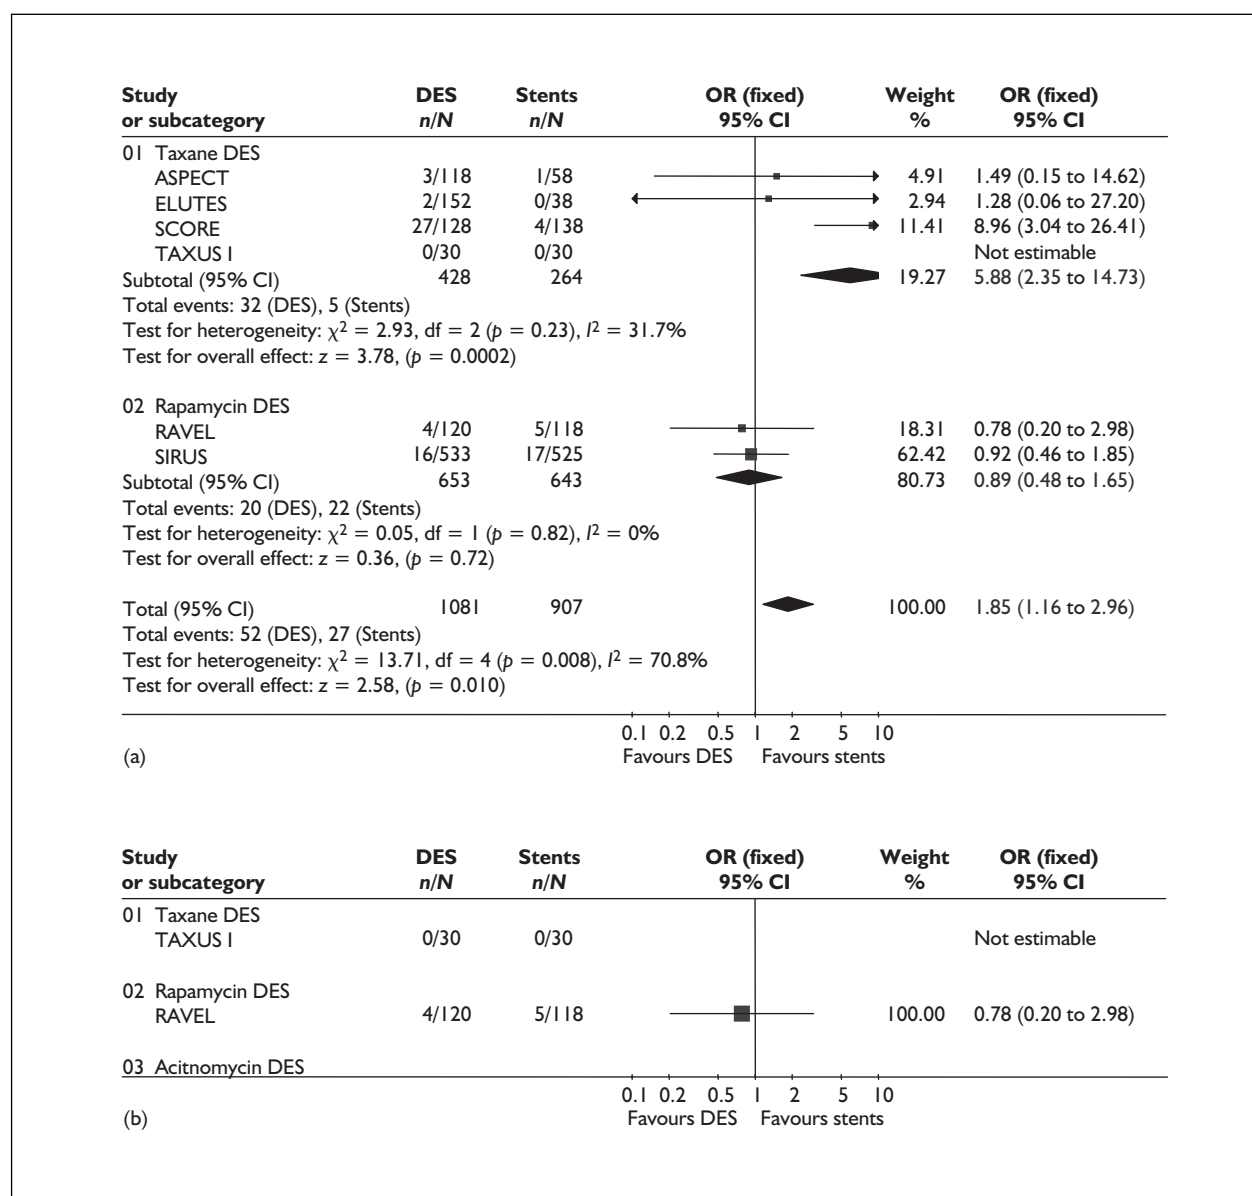 Study DES Stents OR (fixed) Weight OR (fixed)
or subcategory n/N n/N 95% CI % 95% CI
01 Taxane DES
ASPECT 3/118 1/58 4.91 1.49 (0.15 to 14.62)
ELUTES 2/152 0/38 2.94 1.28 (0.06 to 27.20)
SCORE 27/128 4/138 11.41 8.96 (3.04 to 26.41)
TAXUS I 0/30 0/30 Not estimable
Subtotal (95% CI) 428 264 19.27 5.88 (2.35 to 14.73)
Total events: 32 (DES), 5 (Stents)
Test for heterogeneity: χ² = 2.93, df = 2 (p = 0.23), I² = 31.7%
Test for overall effect: z = 3.78, (p = 0.0002)
02 Rapamycin DES
RAVEL 4/120 5/118 18.31 0.78 (0.20 to 2.98)
SIRUS 16/533 17/525 62.42 0.92 (0.46 to 1.85)
Subtotal (95% CI) 653 643 80.73 0.89 (0.48 to 1.65)
Total events: 20 (DES), 22 (Stents)
Test for heterogeneity: χ² = 0.05, df = 1 (p = 0.82), I² = 0%
Test for overall effect: z = 0.36, (p = 0.72)
Total (95% CI) 1081 907 100.00 1.85 (1.16 to 2.96)
Total events: 52 (DES), 27 (Stents)
Test for heterogeneity: χ² = 13.71, df = 4 (p = 0.008), I² = 70.8%
Test for overall effect: z = 2.58, (p = 0.010)
0.1 0.2 0.5 1 2 5 10
(a) Favours DES Favours stents
Study DES Stents OR (fixed) Weight OR (fixed)
or subcategory n/N n/N 95% CI % 95% CI
01 Taxane DES
TAXUS I 0/30 0/30 Not estimable
02 Rapamycin DES
RAVEL 4/120 5/118 100.00 0.78 (0.20 to 2.98)
03 Acitnomycin DES
0.1 0.2 0.5 1 2 5 10
(b) Favours DES Favours stents